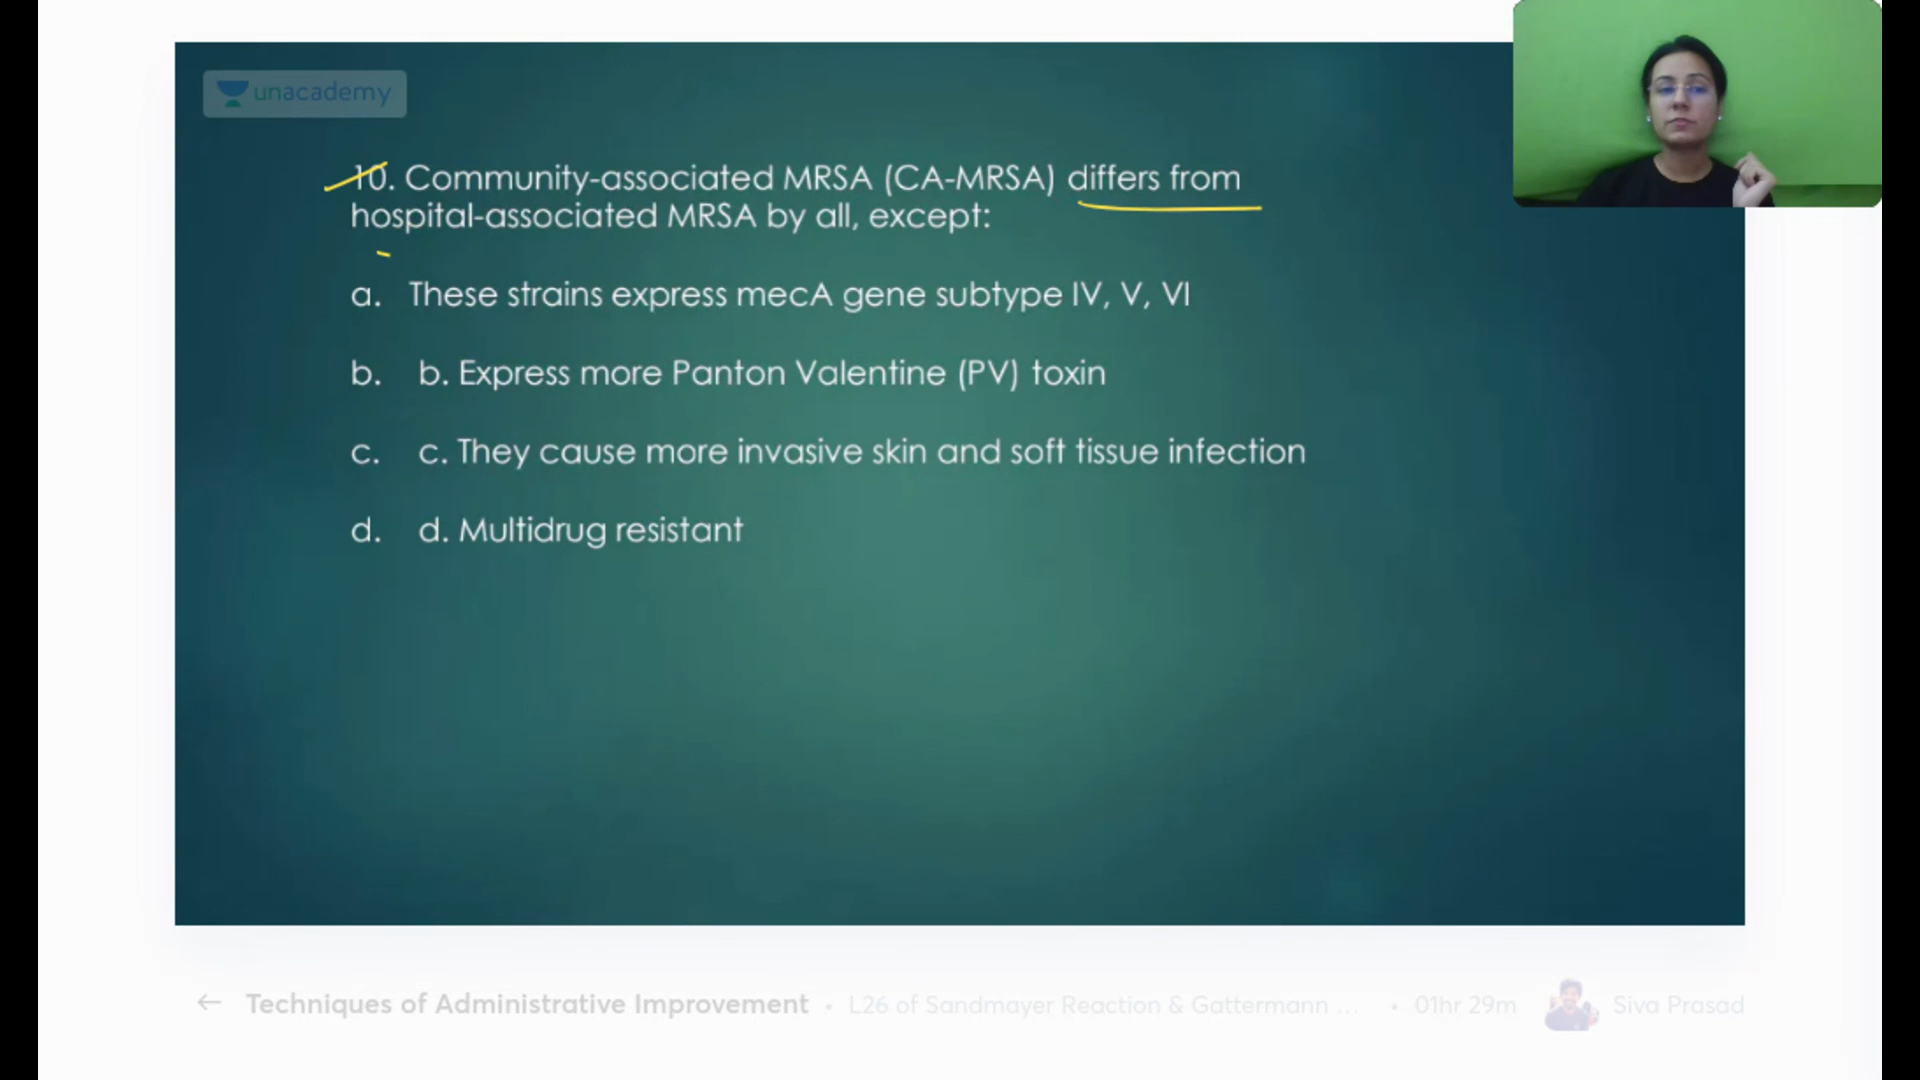 unacademy
10. Community-associated MRSA (CA-MRSA) differs from
hospital-associated MRSA by all, except:
a. These strains express mecA gene subtype IV, V, VI
b. b. Express more Panton Valentine (PV) toxin
c. c. They cause more invasive skin and soft tissue infection
d. d. Multidrug resistant
← Techniques of Administrative Improvement • L26 of Sandmayer Reaction & Gattermann ... • 01hr 29m Siva Prasad